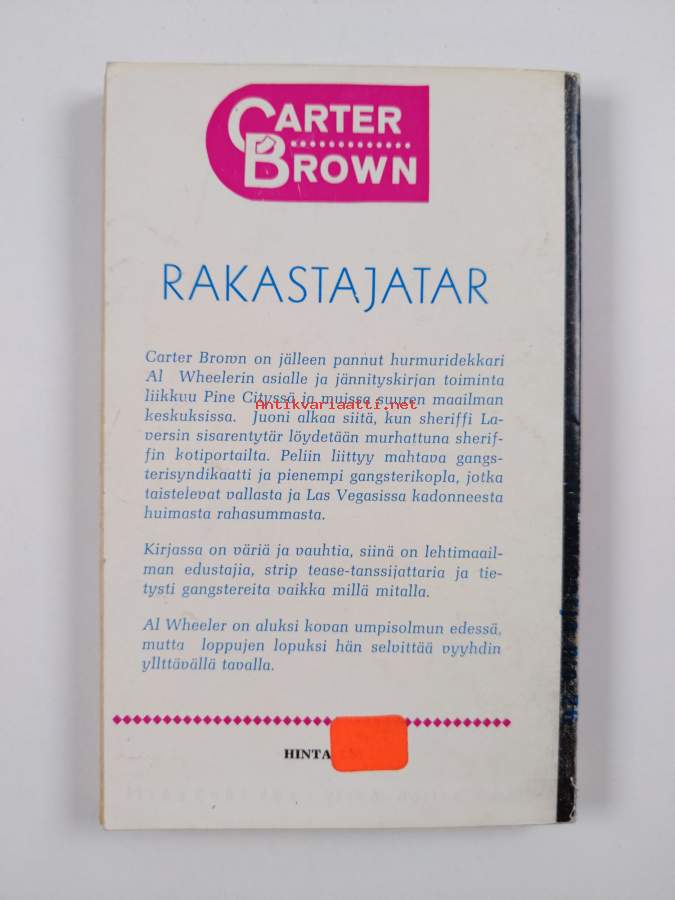 CARTER
BROWN
RAKASTAJATAR
Carter Brown on jälleen pannut hurmuridekkari
Al Wheelerin asialle ja jännityskirjan toiminta
liikkuu Pine Cityssä ja muissa suuren maailman
Antikvariaatti.net
keskuksissa. Juoni alkaa siitä, kun sheriffi La-
versin sisarentytär löydetään murhattuna sherif-
fin kotiportailta. Peliin liittyy mahtava gangs-
terisyndikaatti ja pienempi gangsterikopla, jotka
taistelevat vallasta ja Las Vegasissa kadonneesta
huimasta rahasummasta.
Kirjassa on väriä ja vauhtia, siinä on lehtimaail-
man edustajia, strip tease-tanssijattaria ja tie-
tysti gangstereita vaikka millä mitalla.
Al Wheeler on aluksi kovan umpisolmun edessä,
mutta loppujen lopuksi hän selvittää vyyhdin
yllttävällä tavalla.
HINTA